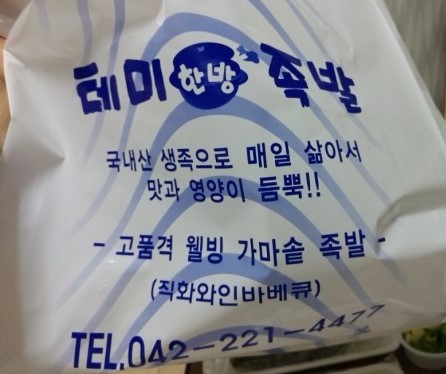 테미 한방 족발
국내산 생족으로 매일 삶아서
맛과 영양이 듬뿍!!
- 고품격 웰빙 가마솥 족발 -
(직화와인바베큐)
TEL.042-221-4477